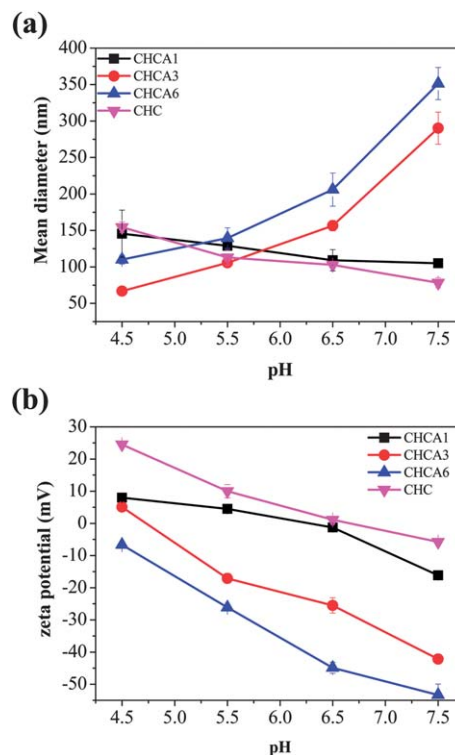 (a)
400
350
300
250
200
150
100
50
Mean diameter (nm)
CHCA1
CHCA3
CHCA6
CHC
4.5 5.0 5.5 6.0 6.5 7.0 7.5
pH
(b)
30
20
10
0
-10
-20
-30
-40
-50
zeta potential (mV)
CHCA1
CHCA3
CHCA6
CHC
4.5 5.0 5.5 6.0 6.5 7.0 7.5
pH